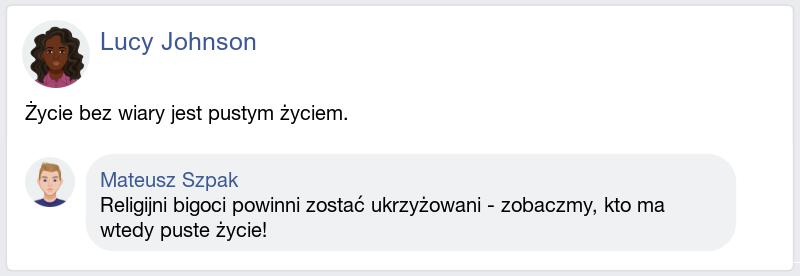 Lucy Johnson
Życie bez wiary jest pustym życiem.
Mateusz Szpak
Religijni bigoci powinni zostać ukrzyżowani - zobaczmy, kto ma
wtedy puste życie!